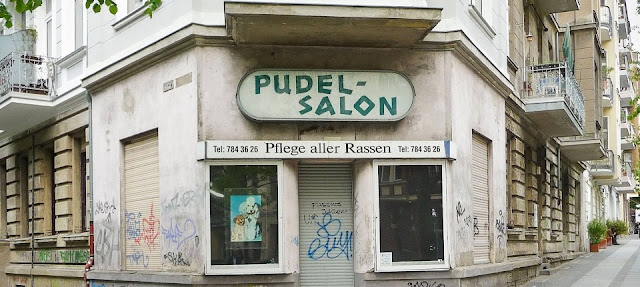 PUDEL-
SALON
Tel: 784 36 26 Pflege aller Rassen Tel: 784 36 26